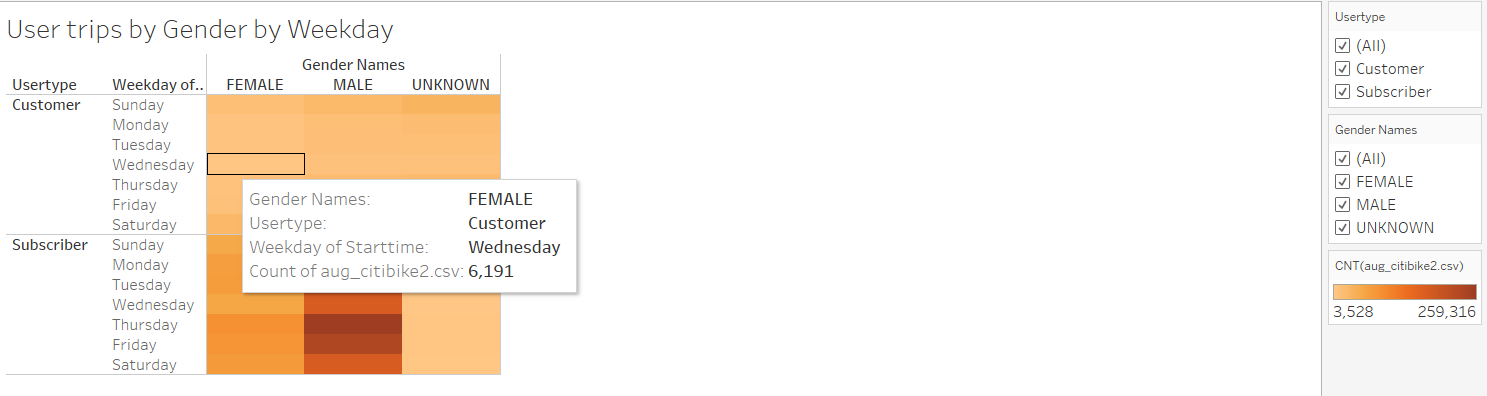 User trips by Gender by Weekday
Gender Names
Usertype Weekday of.. FEMALE MALE UNKNOWN
Customer Sunday
Monday
Tuesday
Wednesday
Thursday
Friday
Saturday
Subscriber Sunday
Monday
Tuesday
Wednesday
Thursday
Friday
Saturday
Gender Names: FEMALE
Usertype: Customer
Weekday of Starttime: Wednesday
Count of aug_citibike2.csv: 6,191
Usertype
(All)
Customer
Subscriber
Gender Names
(All)
FEMALE
MALE
UNKNOWN
CNT(aug_citibike2.csv)
3,528 259,316